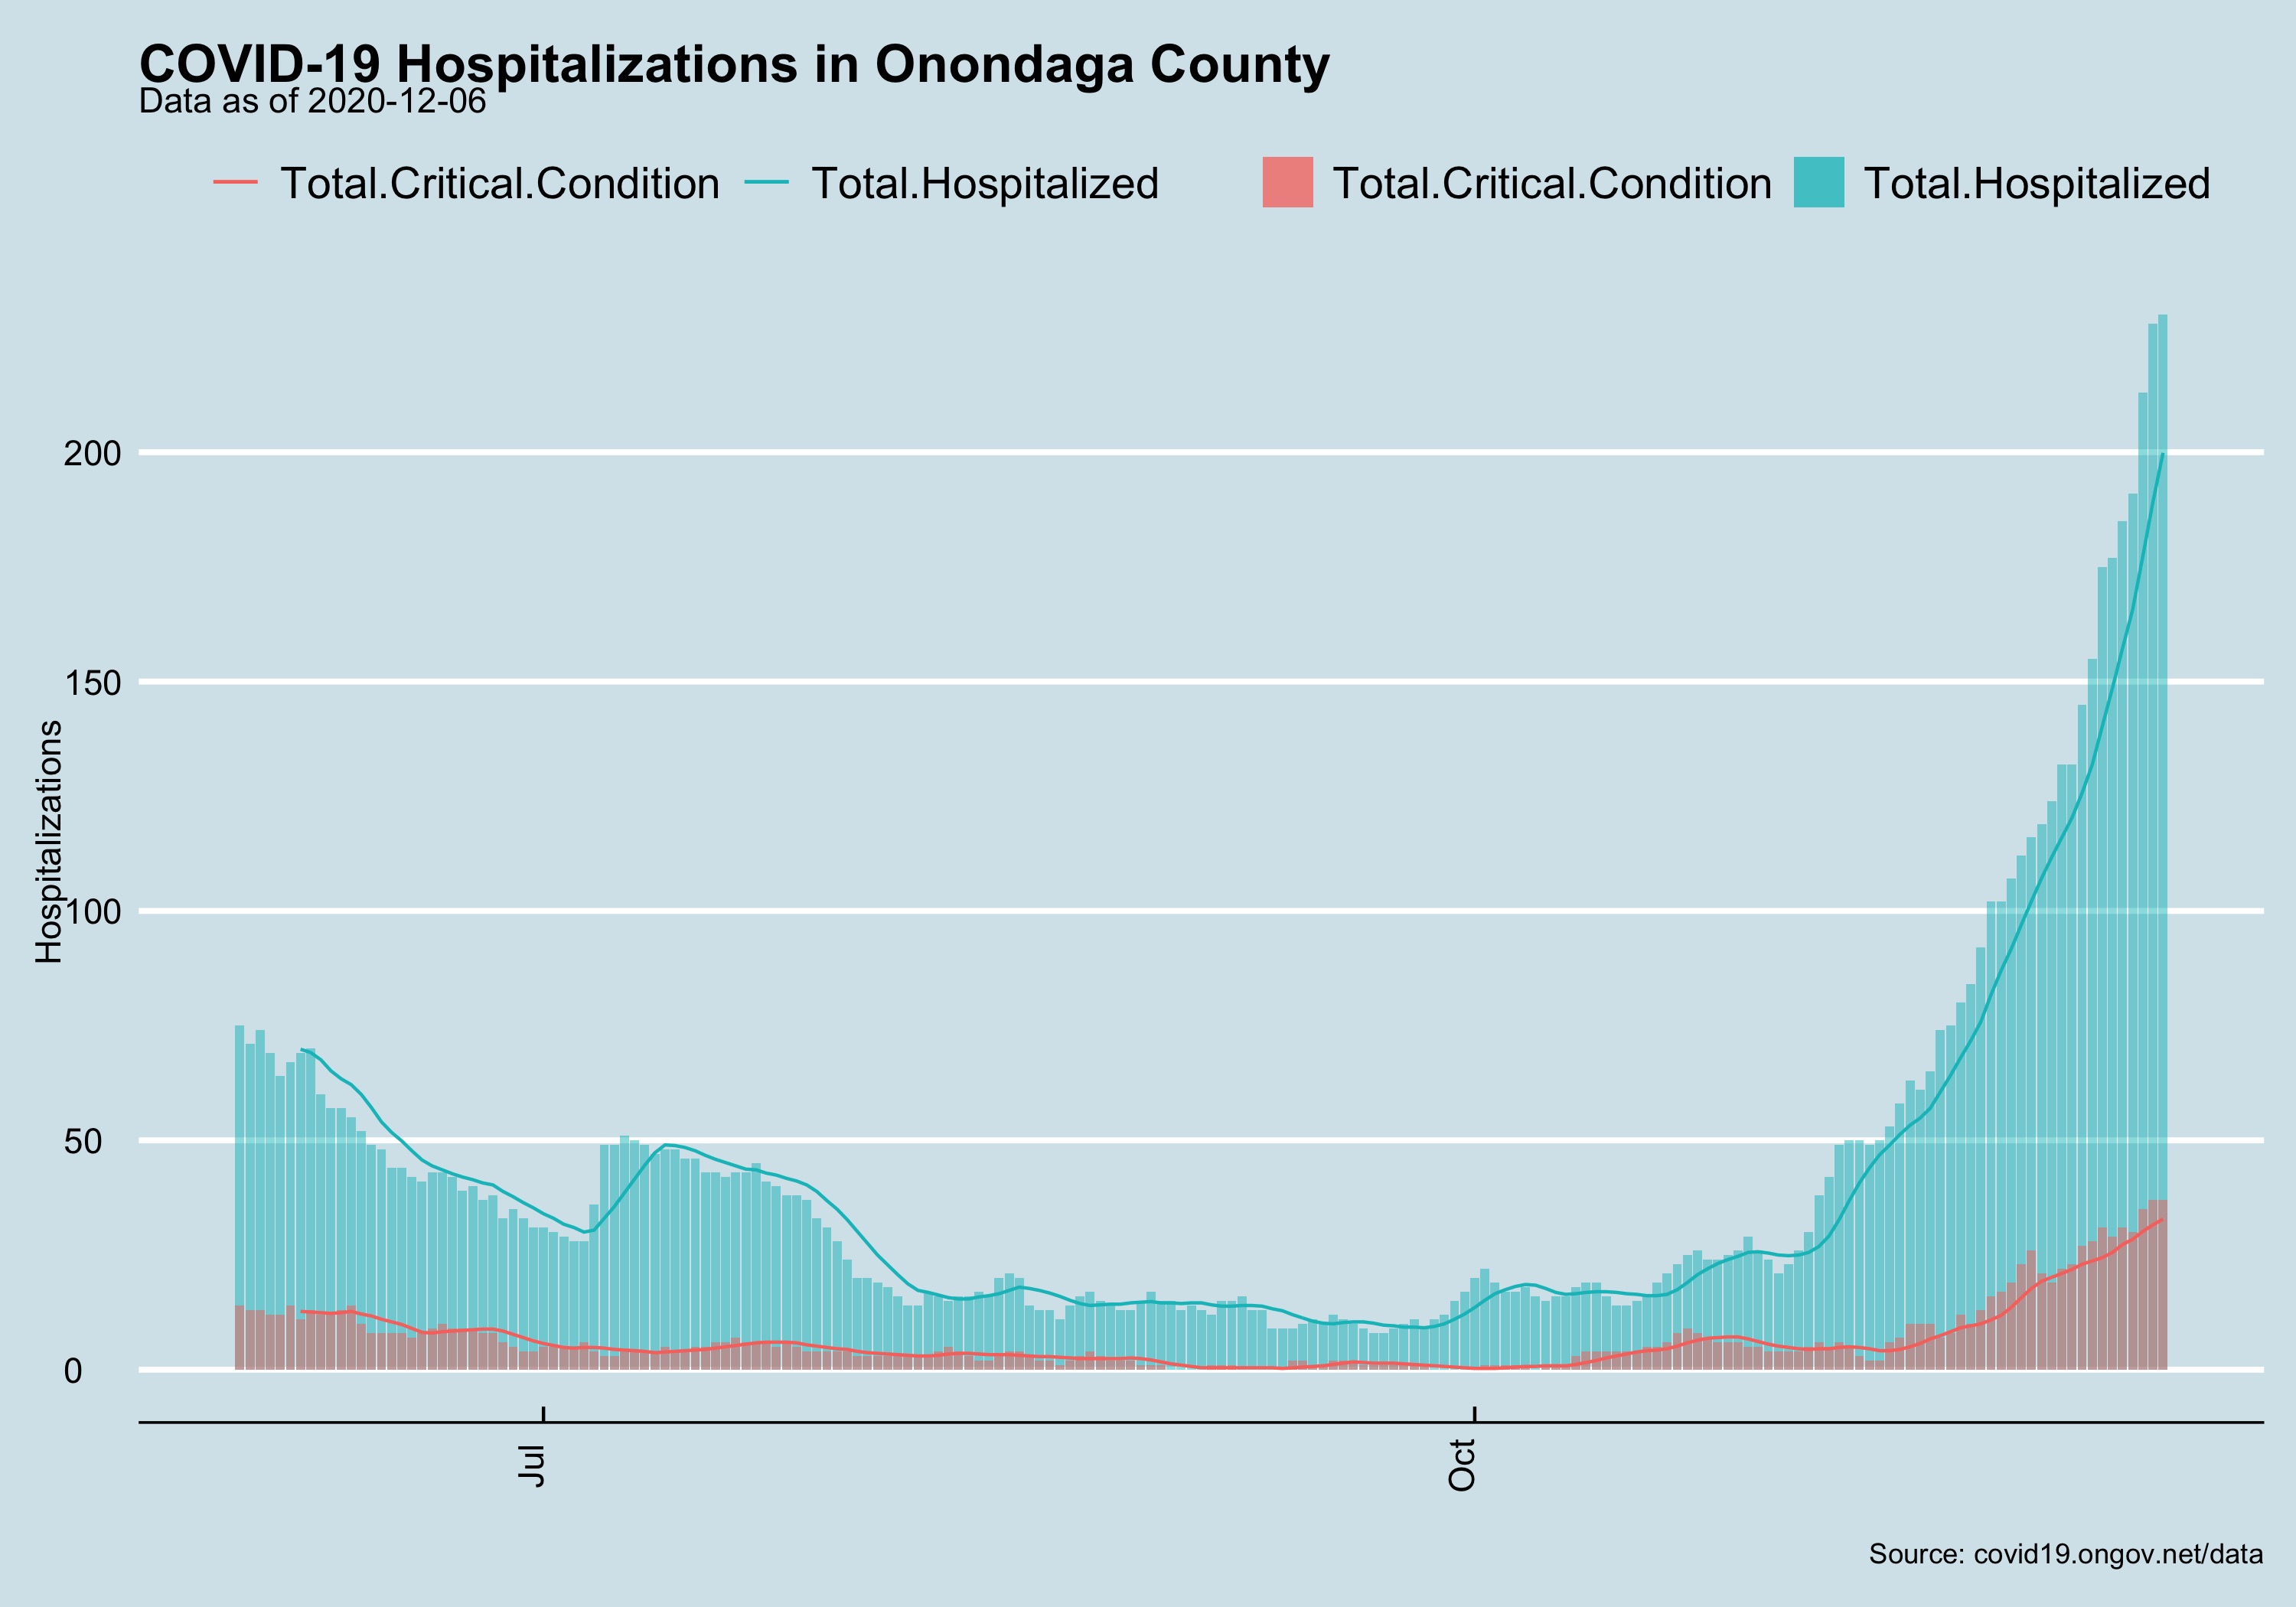 COVID-19 Hospitalizations in Onondaga County
Data as of 2020-12-06
Total.Critical.Condition Total.Hospitalized Total.Critical.Condition Total.Hospitalized
Hospitalizations
200
150
100
50
0
Jul Oct
Source: covid19.ongov.net/data